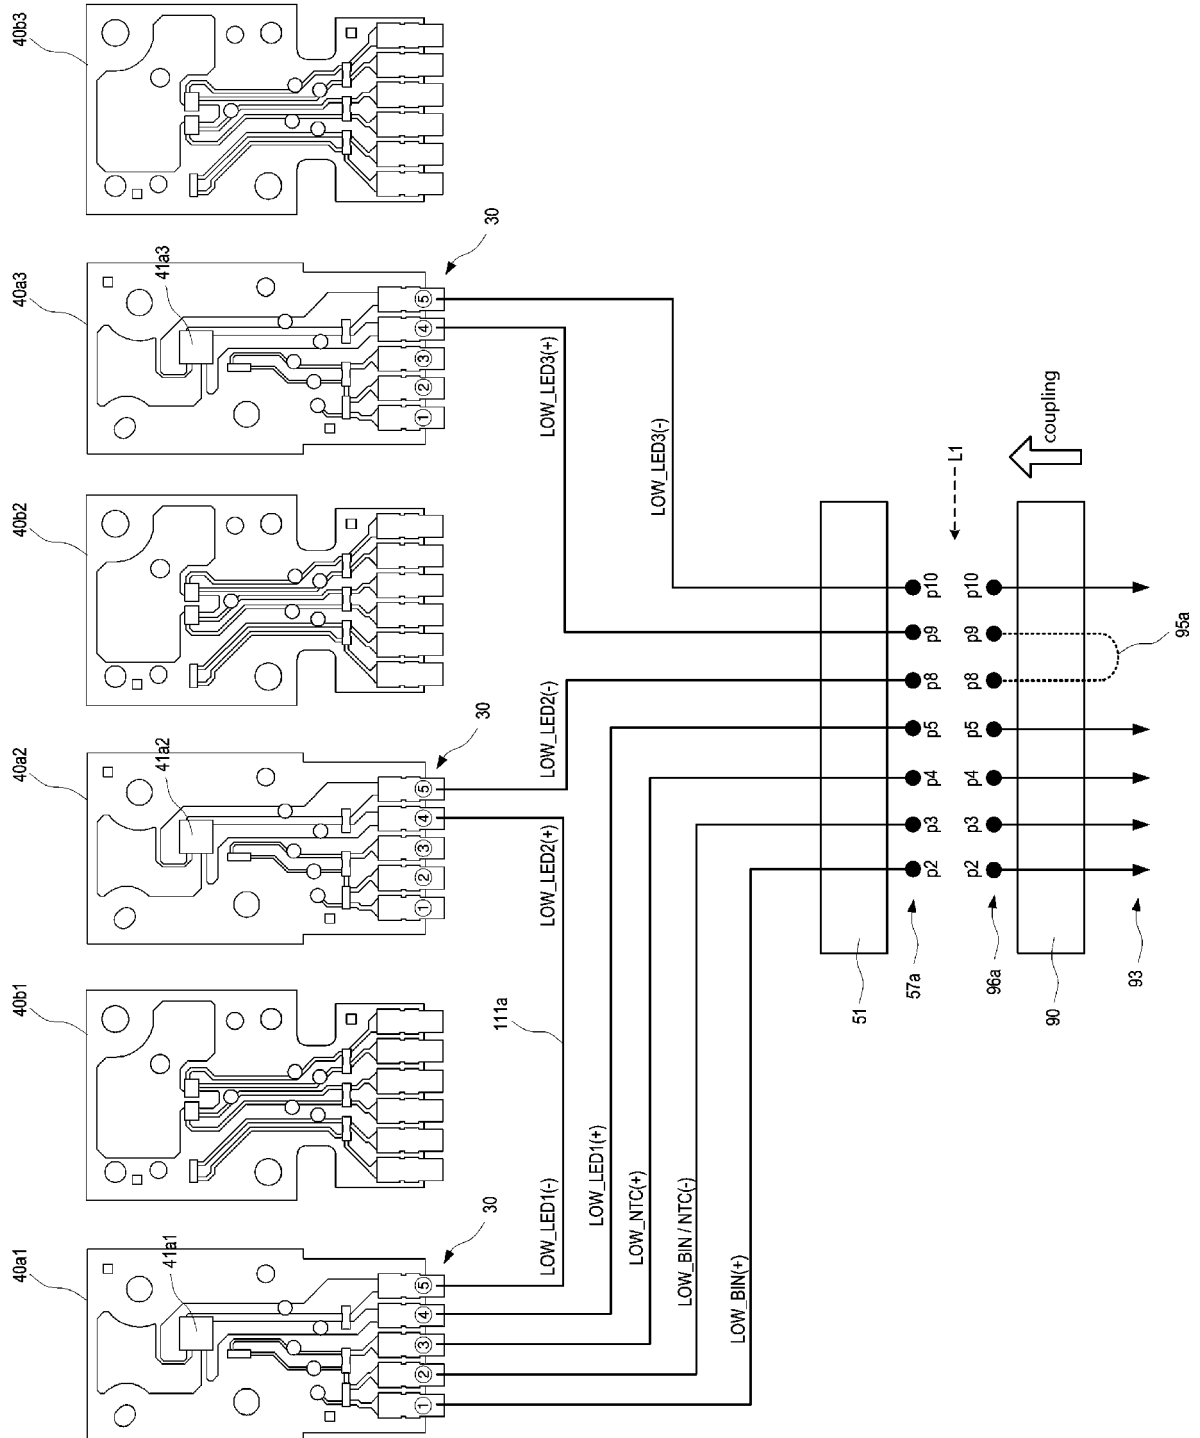 40b3
40a3
41a3
30
⑤
④
③
②
①
LOW_LED3(+)
LOW_LED3(-)
40b2
40a2
41a2
30
⑤
④
③
②
①
LOW_LED2(-)
LOW_LED2(+)
40b1
111a
40a1
41a1
30
⑤
④
③
②
①
LOW_LED1(-)
LOW_LED1(+)
LOW_NTC(+)
LOW_BIN / NTC(-)
LOW_BIN(+)
L1
coupling
p10
p9
p8
p5
p4
p3
p2
p10
p9
p8
p5
p4
p3
p2
95a
51
57a
96a
90
93